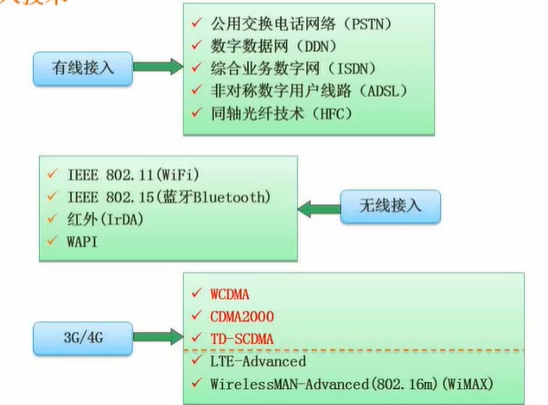 入技术
公用交换电话网络（PSTN）
数字数据网（DDN）
有线接入
综合业务数字网（ISDN）
非对称数字用户线路（ADSL）
同轴光纤技术（HFC）
IEEE 802.11(WiFi)
IEEE 802.15(蓝牙Bluetooth)
红外(IrDA)
WAPI
无线接入
WCDMA
CDMA2000
3G/4G
TD-SCDMA
LTE-Advanced
WirelessMAN-Advanced(802.16m)(WiMAX)